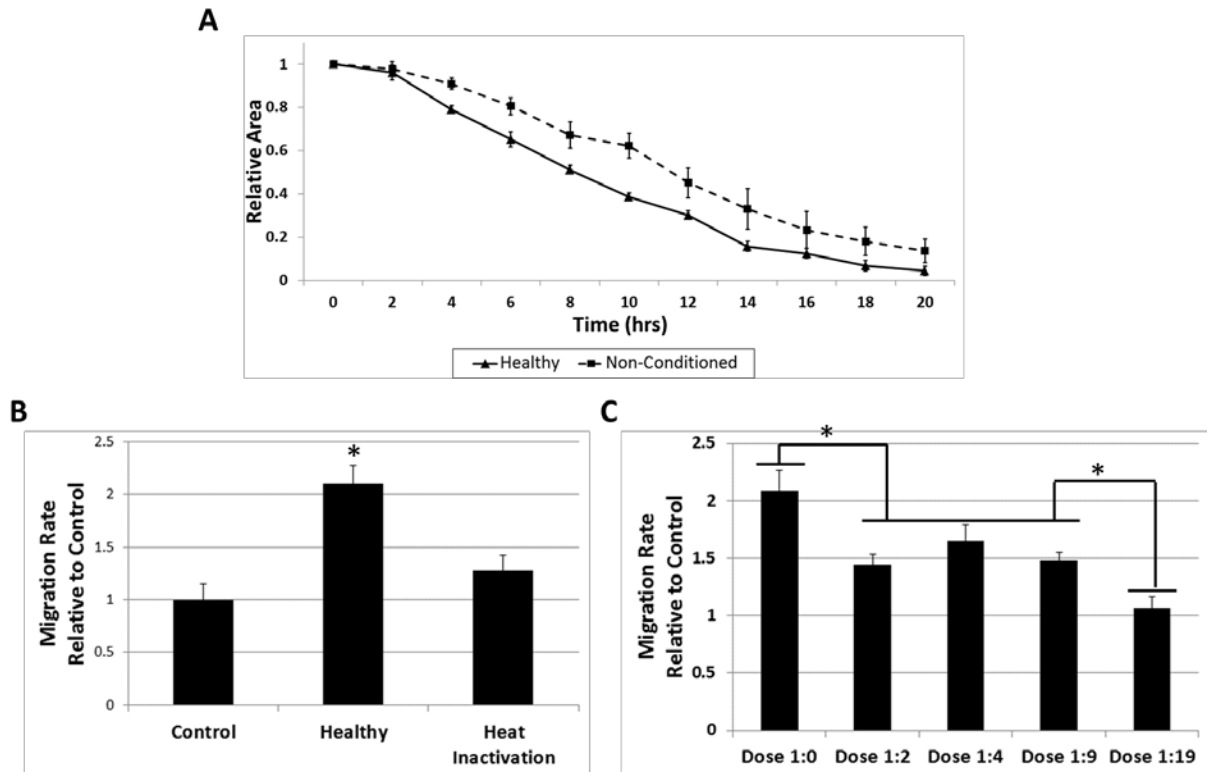 A
Relative Area
1
0.8
0.6
0.4
0.2
0
0 2 4 6 8 10 12 14 16 18 20
Time (hrs)
Healthy Non-Conditioned
B
Migration Rate
Relative to Control
2.5
2
1.5
1
0.5
0
*
Control Healthy Heat
Inactivation
C
Migration Rate
Relative to Control
2.5
2
1.5
1
0.5
0
*
*
Dose 1:0 Dose 1:2 Dose 1:4 Dose 1:9 Dose 1:19